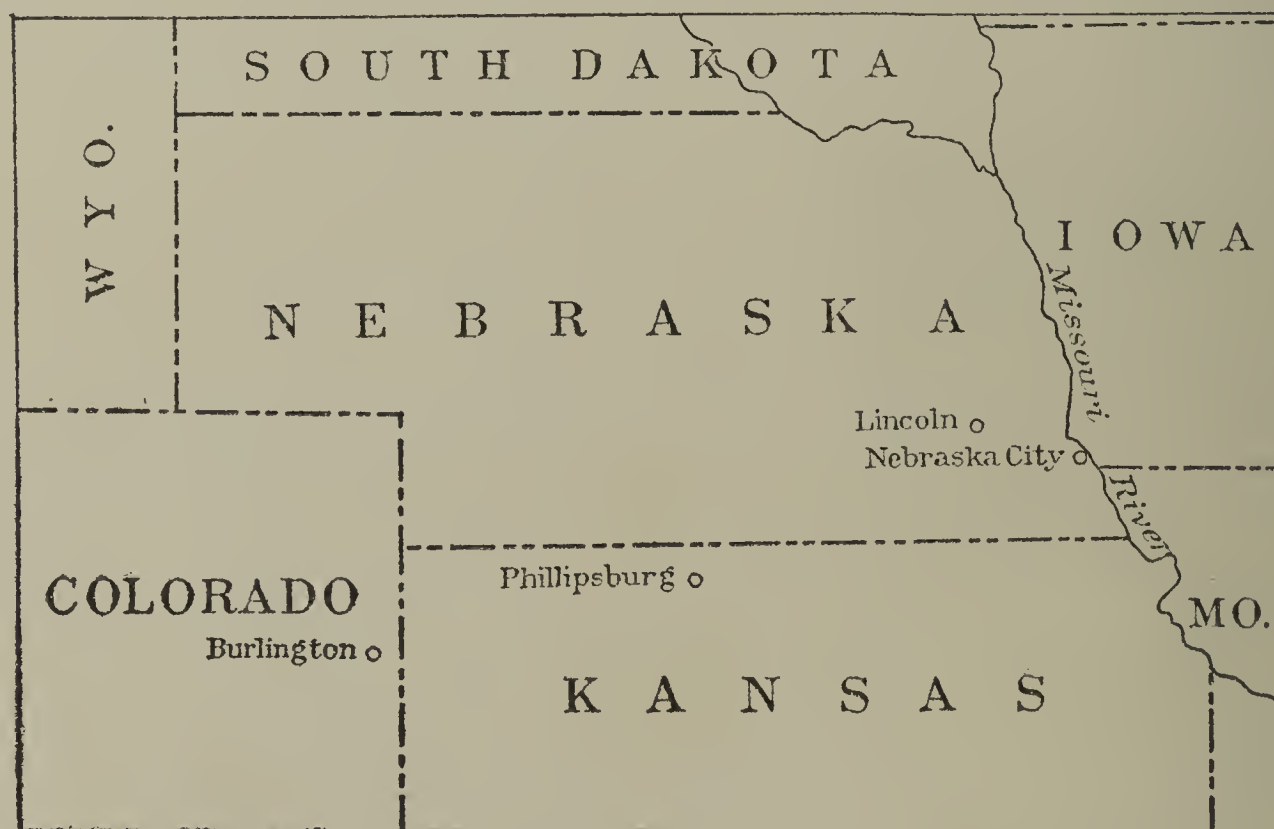 SOUTH DAKOTA
WYO.
IOWA
NEBRASKA
Missouri River
Lincoln
Nebraska City
Phillipsburg
COLORADO
MO.
Burlington
KANSAS